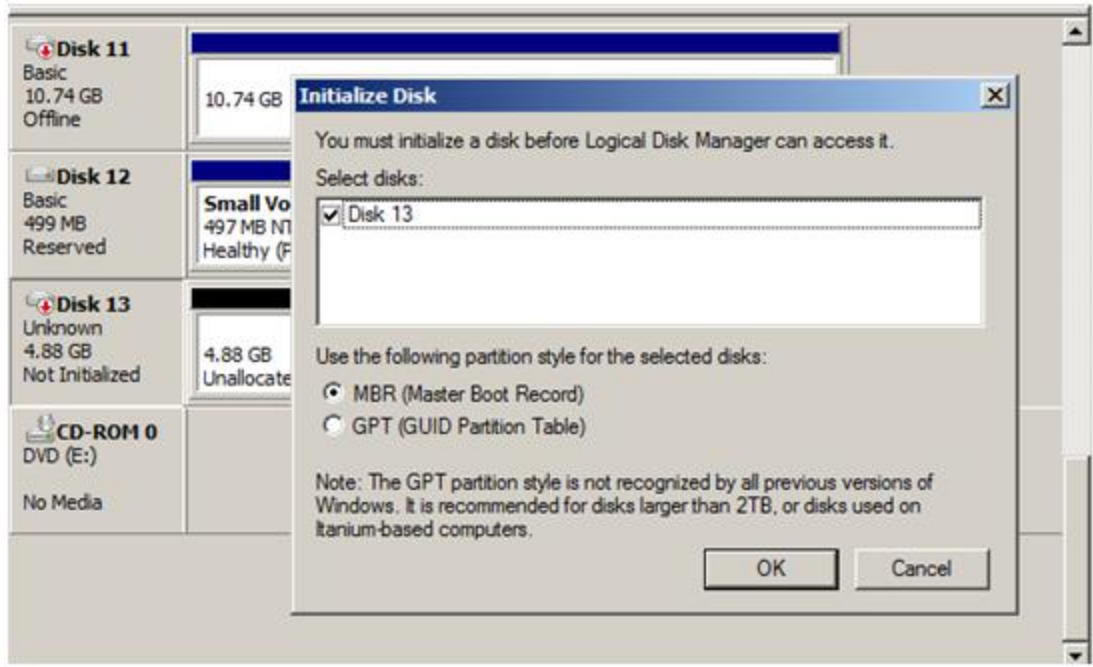 Disk 11
Basic
10.74 GB
Offline
10.74 GB
Disk 12
Basic
499 MB
Reserved
Small Vo
497 MB NT
Healthy (P
Disk 13
Unknown
4.88 GB
Not Initialized
4.88 GB
Unallocate
CD-ROM 0
DVD (E:)
No Media
Initialize Disk
You must initialize a disk before Logical Disk Manager can access it.
Select disks:
Disk 13
Use the following partition style for the selected disks:
MBR (Master Boot Record)
GPT (GUID Partition Table)
Note: The GPT partition style is not recognized by all previous versions of
Windows. It is recommended for disks larger than 2TB, or disks used on
Itanium-based computers.
OK
Cancel